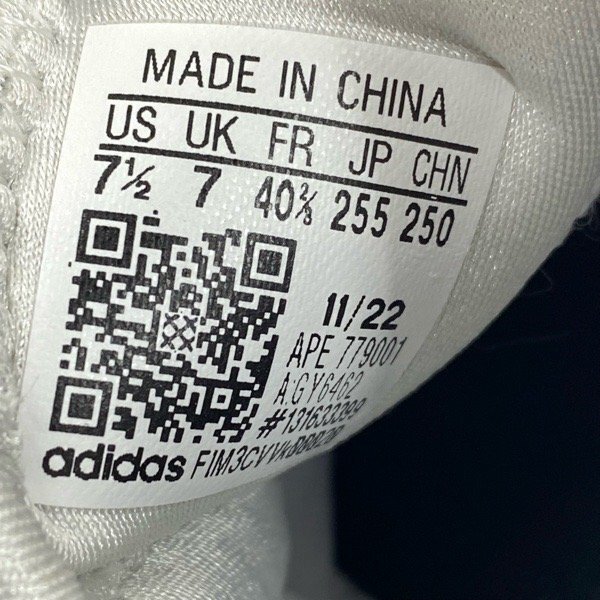 MADE IN CHINA
US UK FR JP CHN
7½ 7 40⅔ 255 250
11/22
APE 779001
A:GY6462
#131633299
adidas